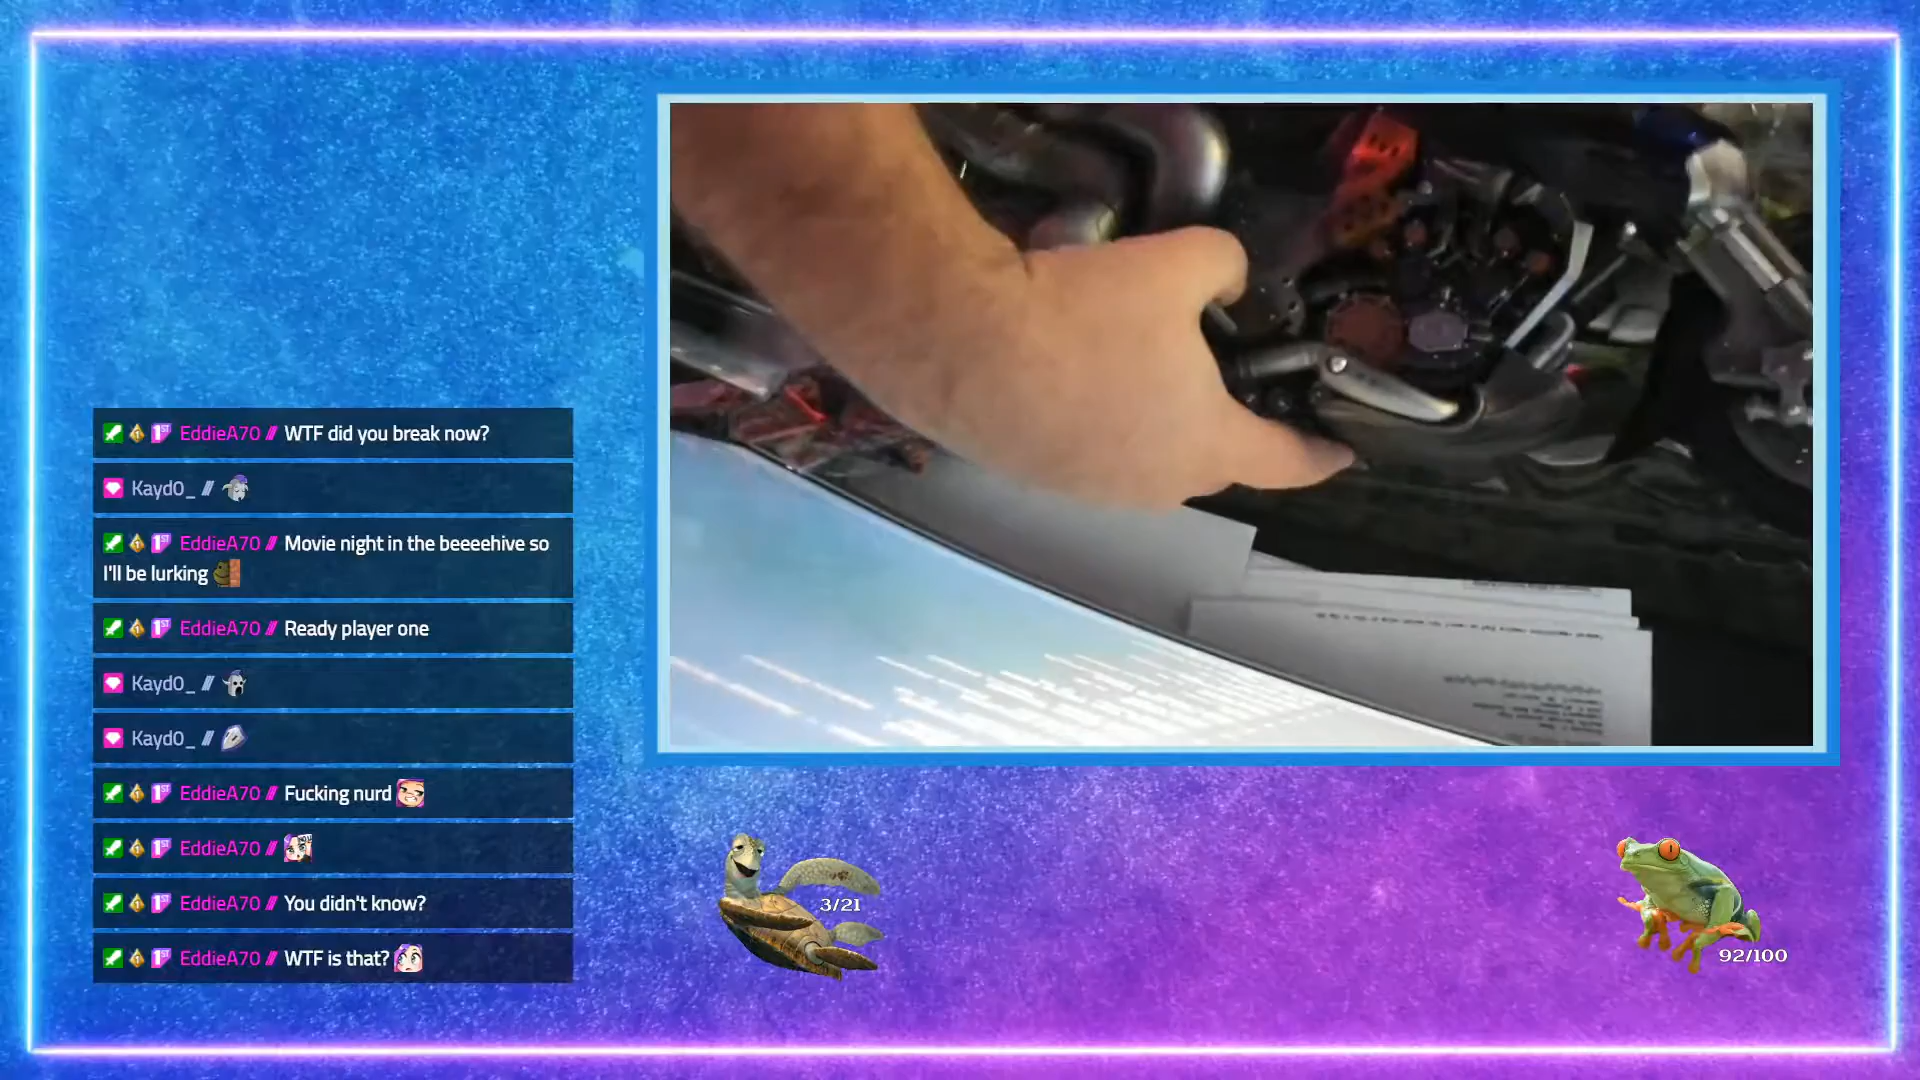 EddieA70 // WTF did you break now?
Kayd0_ //
EddieA70 // Movie night in the beeeehive so
I'll be lurking
EddieA70 // Ready player one
Kayd0_ //
Kayd0_ //
EddieA70 // Fucking nurd
EddieA70 //
EddieA70 // You didn't know?
EddieA70 // WTF is that?
3/21
92/100